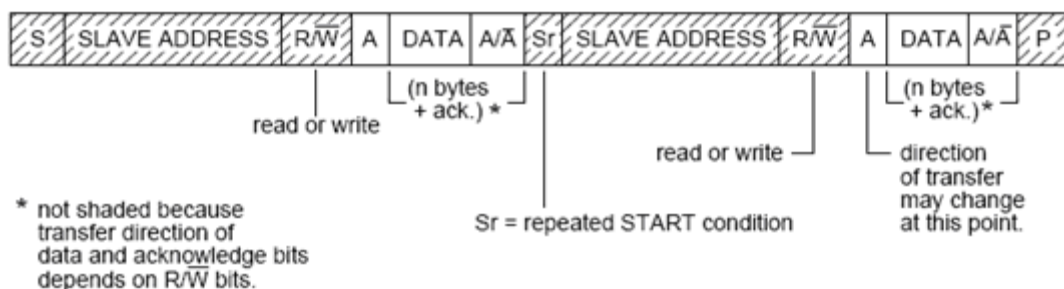 S SLAVE ADDRESS R/W̅ A DATA A/A̅ Sr SLAVE ADDRESS R/W̅ A DATA A/A̅ P
(n bytes
+ ack.) *
read or write
(n bytes
+ ack.) *
read or write
direction
of transfer
may change
at this point.
* not shaded because
transfer direction of
data and acknowledge bits
depends on R/W̅ bits.
Sr = repeated START condition